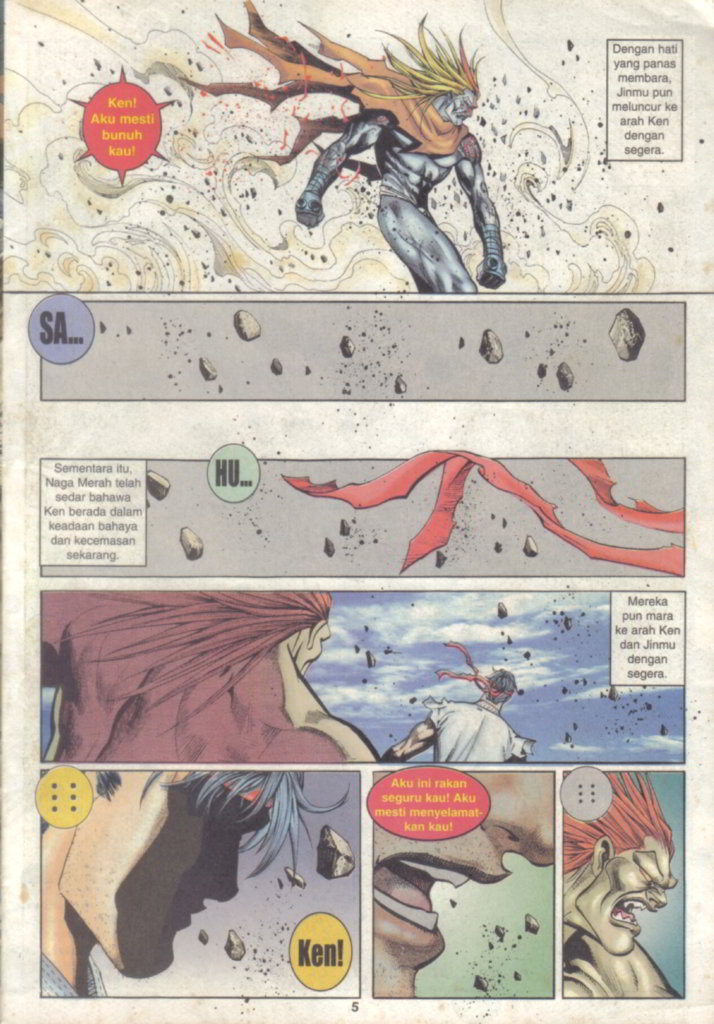 Ken!
Aku mesti
bunuh
kau!
Dengan hati
yang panas
membara,
Jinmu pun
meluncur ke
arah Ken
dengan
segera.
SA...
Sementara itu,
Naga Merah telah
sedar bahawa
Ken berada dalam
keadaan bahaya
dan kecemasan
sekarang.
HU...
Mereka
pun mara
ke arah Ken
dan Jinmu
dengan
segera.
Ken!
Aku ini rakan
seguru kau! Aku
mesti menyelamat-
kan kau!
5